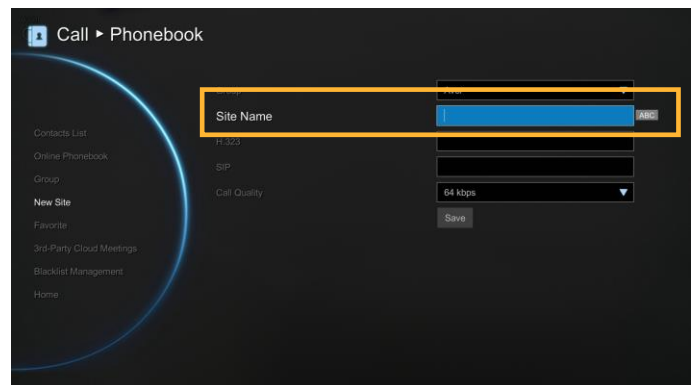 Call ▸ Phonebook
Group
Site Name
ABC
H.323
SIP
Call Quality
64 kbps
Save
Contacts List
Online Phonebook
Group
New Site
Favorite
3rd-Party Cloud Meetings
Blacklist Management
Home